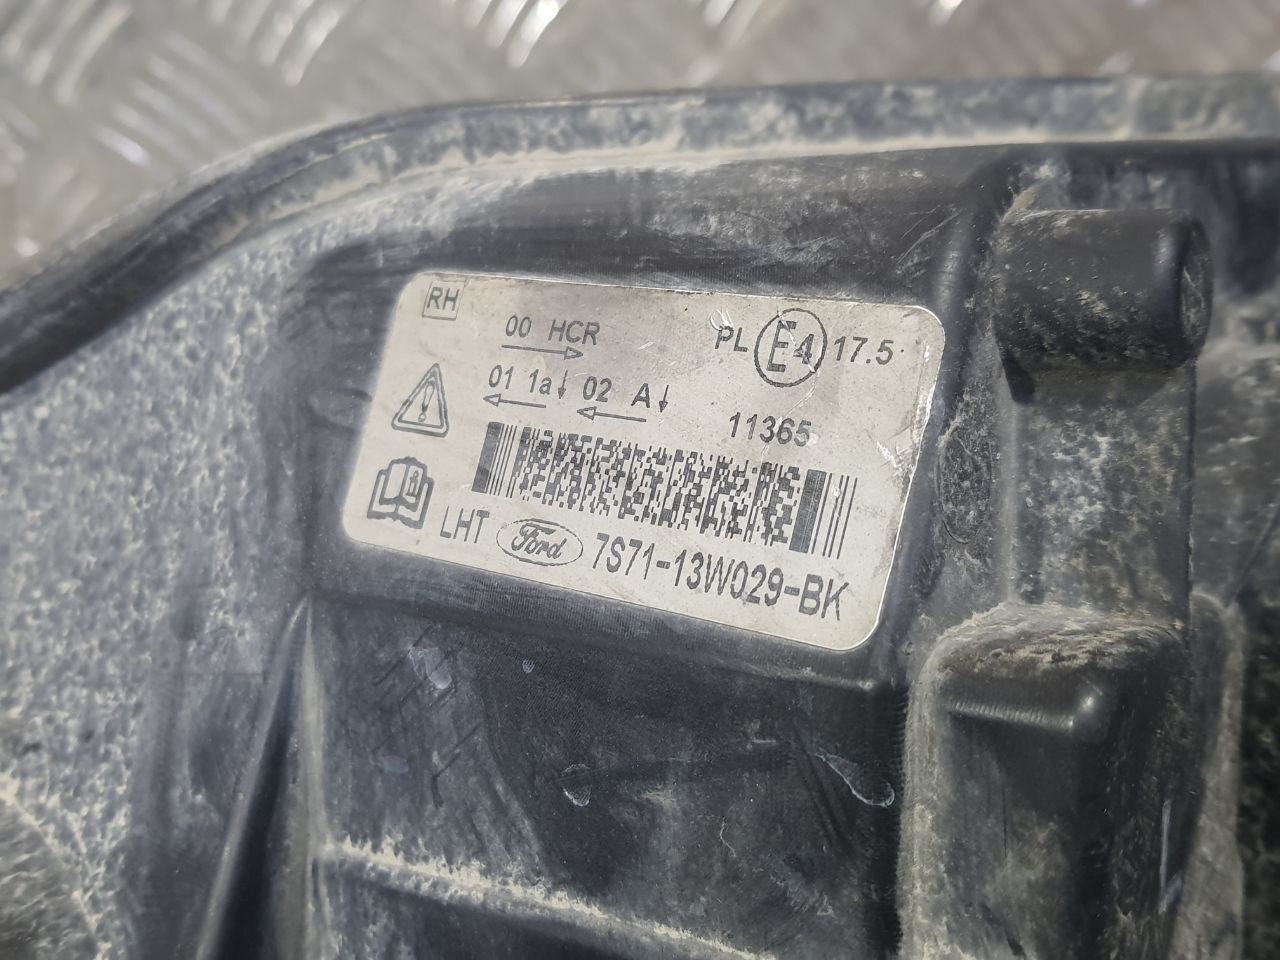 RH
00 HCR
PL E4 17.5
01 1a↓ 02 A↓
11365
LHT Ford 7S71-13W029-BK